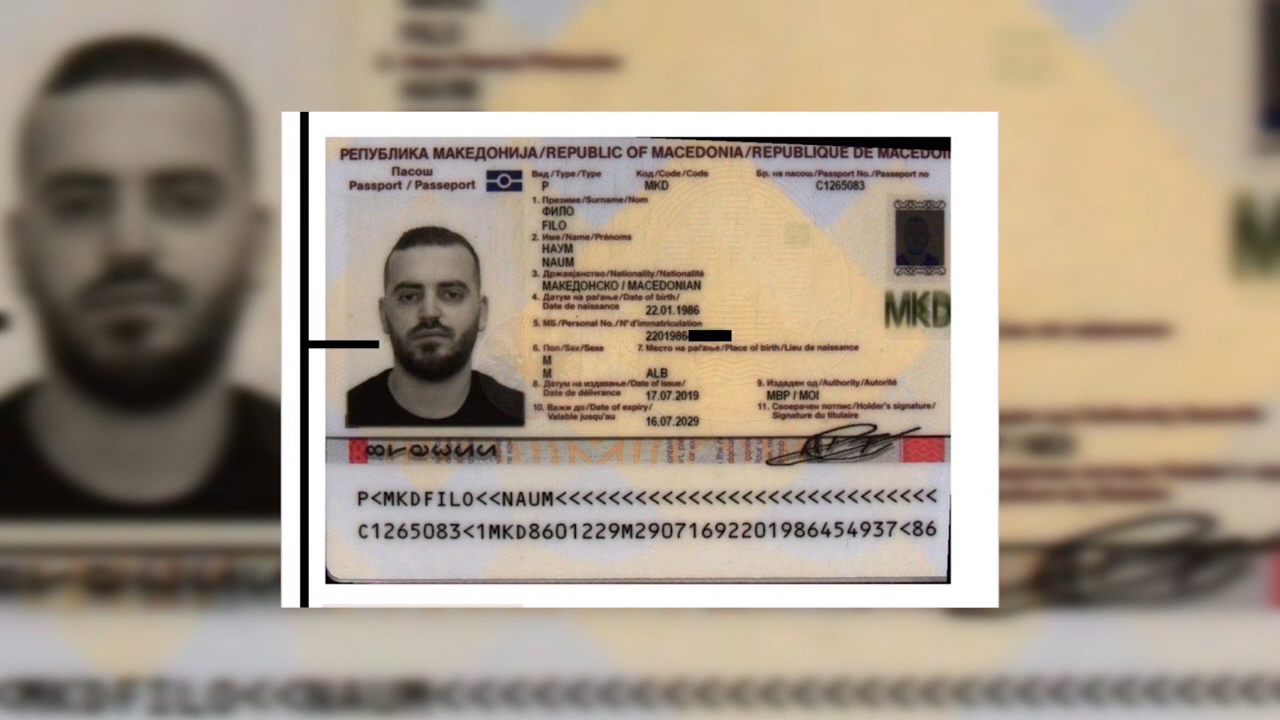 РЕПУБЛИКА МАКЕДОНИЈА/REPUBLIC OF MACEDONIA/REPUBLIQUE DE
Пасош
Passport / Passeport
Вид/Type/Type
Код/Code/Code
Бр. на пасош/Passport No./Passeport no
P
MKD
C1265083
1. Презиме/Surname/Nom
ФИЛО
FILO
2. Име/Name/Prénoms
НАУМ
NAUM
3. Државјанство/Nationality/Nationalité
МАКЕДОНСКО / MACEDONIAN
4. Датум на раѓање/Date of birth/
Date de naissance
22.01.1986
5. МБ/Personal No./N° d'immatriculation
2201986
6. Пол/Sex/Sexe
7. Место на раѓање/Place of birth/Lieu de naissance
M
M
ALB
8. Датум на издавање/Date of issue/
Date de délivrance
17.07.2019
9. Издаден од/Authority/Autorité
МВР / MOI
10. Важи до/Date of expiry/
Valable jusqu'au
16.07.2029
11. Своерачен потпис/Holder's signature/
Signature du titulaire
MKD
P<MKDFILO<<NAUM<<<<<<<<<<<<<<<<<<<<<<<<<<<<<
C1265083<1MKD8601229M29071692201986454937<86